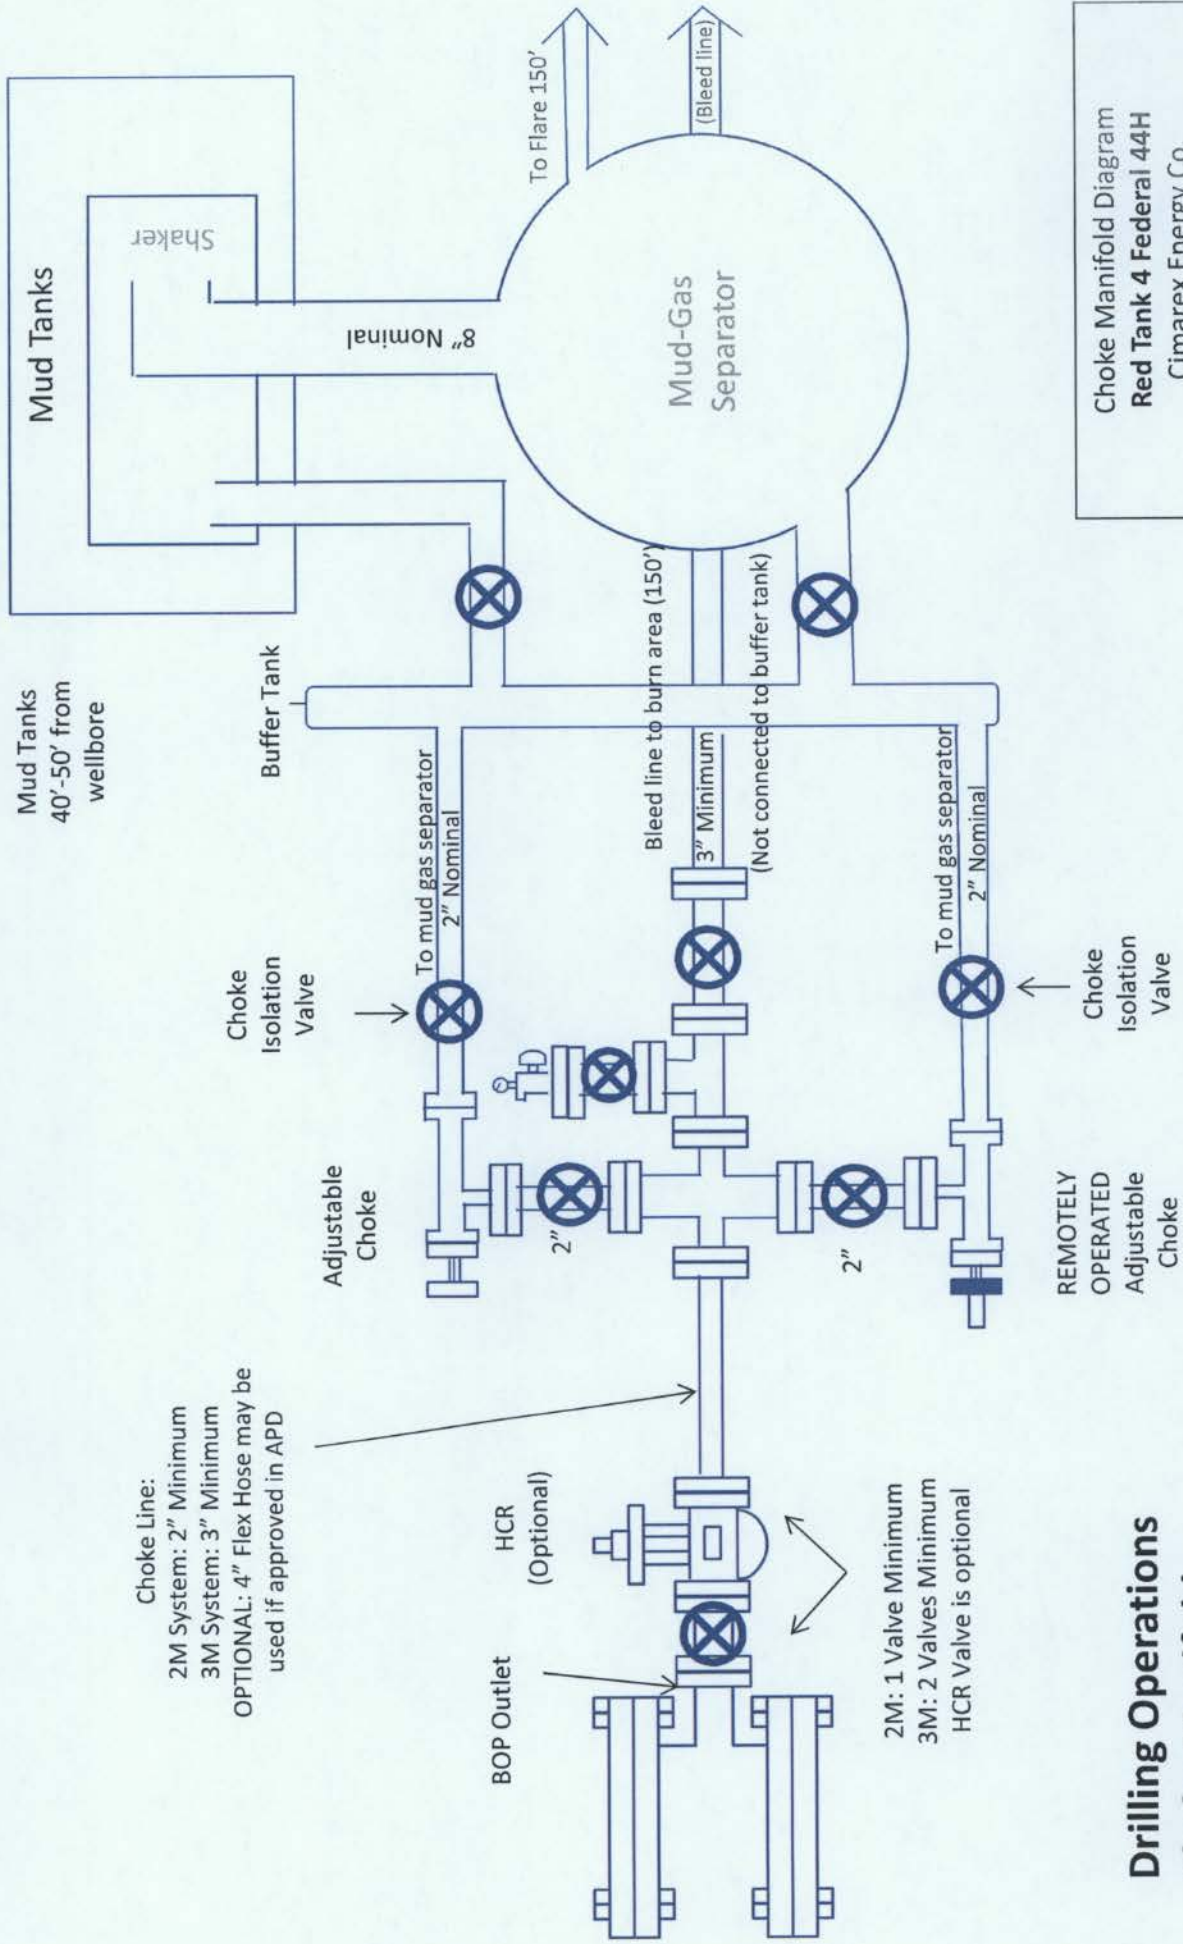 Mud Tanks
40'-50' from
wellbore
Mud Tanks
Shaker
Choke Line:
2M System: 2" Minimum
3M System: 3" Minimum
OPTIONAL: 4" Flex Hose may be
used if approved in APD
Choke
Isolation
Valve
Buffer Tank
Adjustable
Choke
8" Nominal
To mud gas separator
2" Nominal
BOP Outlet
HCR
(Optional)
2"
To Flare 150'
Bleed line to burn area (150')
3" Minimum
(Not connected to buffer tank)
Mud-Gas
Separator
(Bleed line)
2"
2M: 1 Valve Minimum
3M: 2 Valves Minimum
HCR Valve is optional
To mud gas separator
2" Nominal
REMOTELY
OPERATED
Adjustable
Choke
Choke
Isolation
Valve
Drilling Operations
Choke Manifold Diagram
Red Tank 4 Federal 44H
Cimarex Energy Co